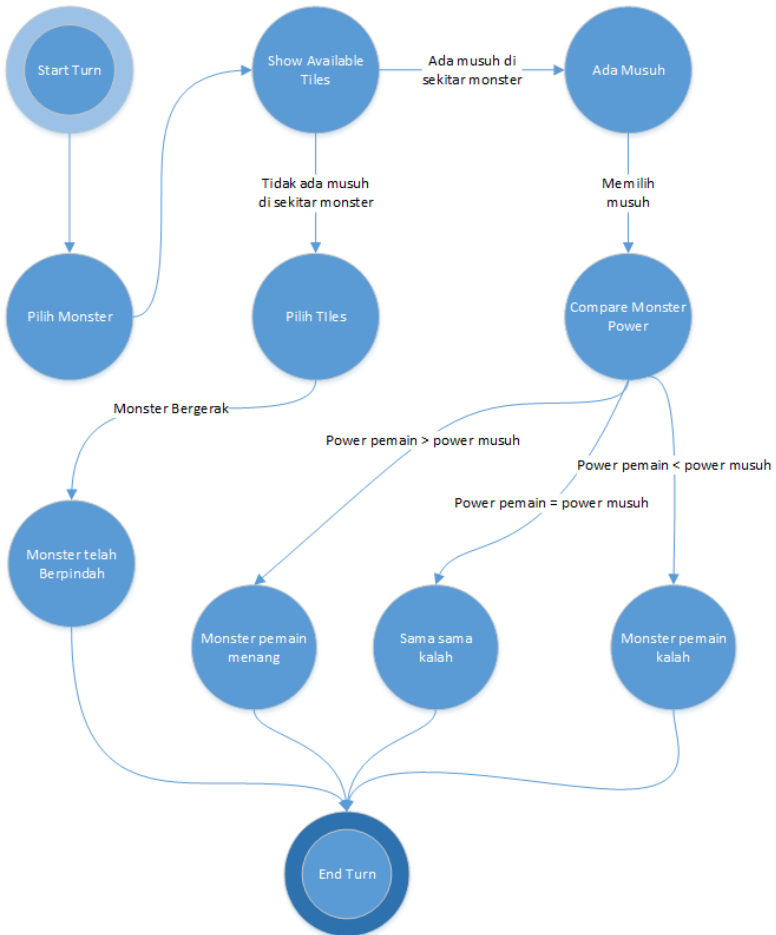 Start Turn
Show Available
Tiles
Ada musuh di
sekitar monster
Ada Musuh
Tidak ada musuh
di sekitar monster
Memilih
musuh
Pilih Monster
Pilih TIles
Compare Monster
Power
Monster Bergerak
Power pemain > power musuh
Power pemain < power musuh
Power pemain = power musuh
Monster telah
Berpindah
Monster pemain
menang
Sama sama
kalah
Monster pemain
kalah
End Turn